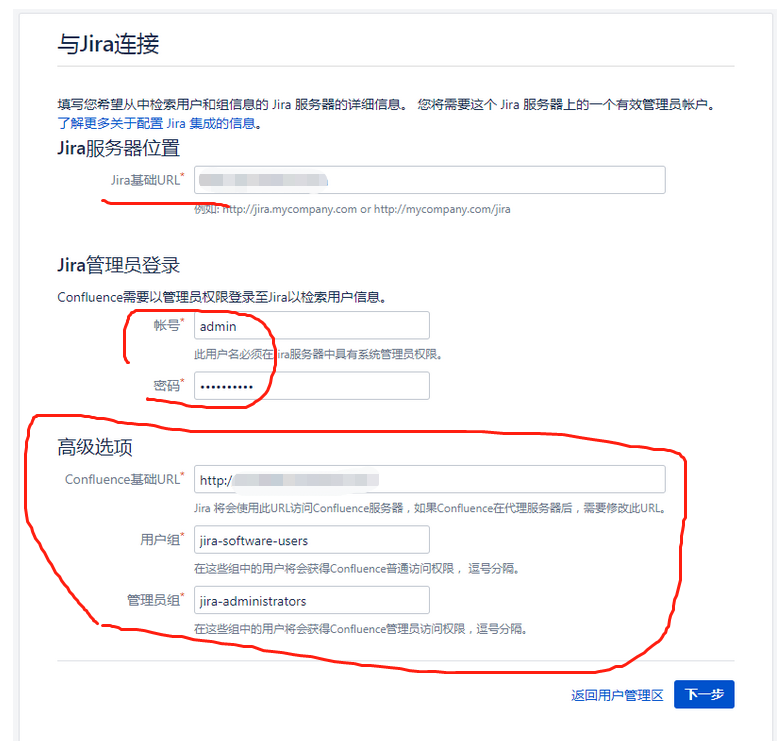 与Jira连接
填写您希望从中检索用户和组信息的 Jira 服务器的详细信息。 您将需要这个 Jira 服务器上的一个有效管理员帐户。
了解更多关于配置 Jira 集成的信息。
Jira服务器位置
Jira基础URL*
例如: http://jira.mycompany.com or http://mycompany.com/jira
Jira管理员登录
Confluence需要以管理员权限登录至Jira以检索用户信息。
帐号* admin
此用户名必须在Jira服务器中具有系统管理员权限。
密码* ••••••••••
高级选项
Confluence基础URL* http://
Jira 将会使用此URL访问Confluence服务器，如果Confluence在代理服务器后，需要修改此URL。
用户组* jira-software-users
在这些组中的用户将会获得Confluence普通访问权限， 逗号分隔。
管理员组* jira-administrators
在这些组中的用户将会获得Confluence管理员访问权限，逗号分隔。
返回用户管理区 下一步